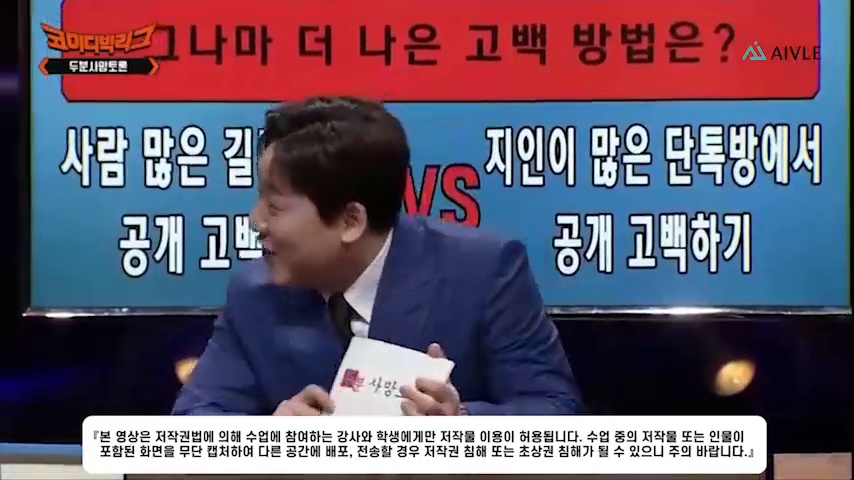 코미디빅리그
두분사망토론
그나마 더 나은 고백 방법은?
AIVLE
사람 많은
공개 고백
VS
지인이 많은 단톡방에서
공개 고백하기
사망
『본 영상은 저작권법에 의해 수업에 참여하는 강사와 학생에게만 저작물 이용이 허용됩니다. 수업 중의 저작물 또는 인물이
포함된 화면을 무단 캡처하여 다른 공간에 배포, 전송할 경우 저작권 침해 또는 초상권 침해가 될 수 있으니 주의 바랍니다.』